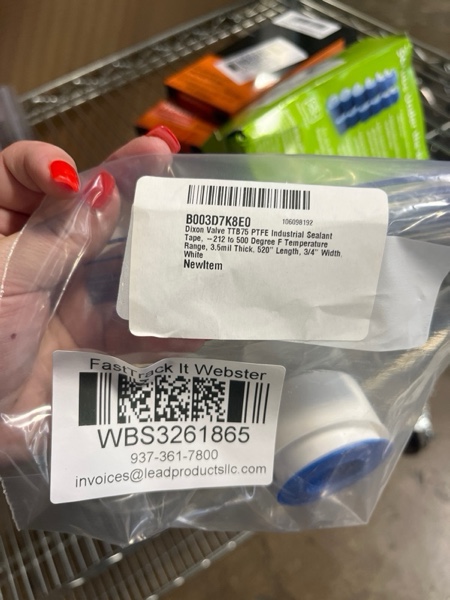 B003D7K8E0 106098192
Dixon Valve TTB75 PTFE Industrial Sealant
Tape, -212 to 500 Degree F Temperature
Range, 3.5mil Thick, 520" Length, 3/4" Width,
White
NewItem
FastTrack It Webster
WBS3261865
937-361-7800
invoices@leadproductsllc.com